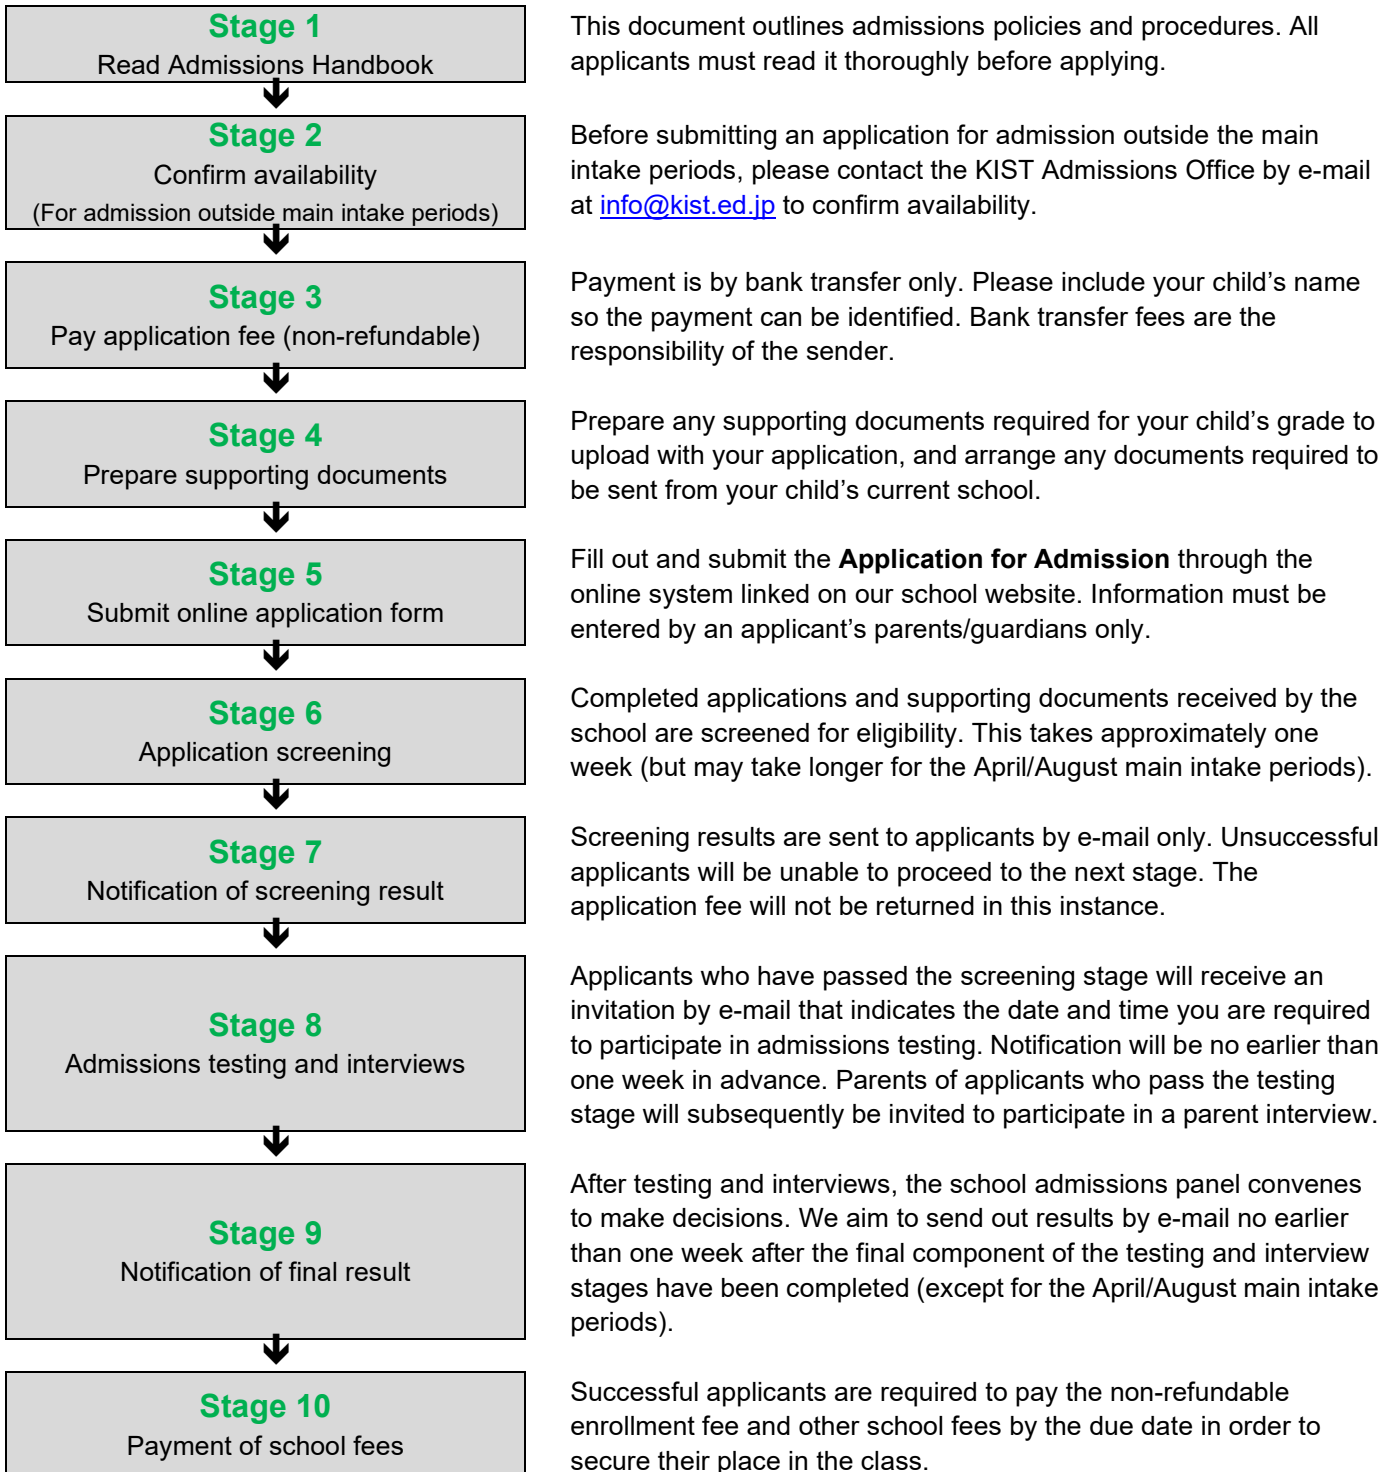 Stage 1
Read Admissions Handbook
This document outlines admissions policies and procedures. All
applicants must read it thoroughly before applying.
Stage 2
Confirm availability
(For admission outside main intake periods)
Before submitting an application for admission outside the main
intake periods, please contact the KIST Admissions Office by e-mail
at info@kist.ed.jp to confirm availability.
Stage 3
Pay application fee (non-refundable)
Payment is by bank transfer only. Please include your child’s name
so the payment can be identified. Bank transfer fees are the
responsibility of the sender.
Stage 4
Prepare supporting documents
Prepare any supporting documents required for your child’s grade to
upload with your application, and arrange any documents required to
be sent from your child’s current school.
Stage 5
Submit online application form
Fill out and submit the Application for Admission through the
online system linked on our school website. Information must be
entered by an applicant’s parents/guardians only.
Stage 6
Application screening
Completed applications and supporting documents received by the
school are screened for eligibility. This takes approximately one
week (but may take longer for the April/August main intake periods).
Stage 7
Notification of screening result
Screening results are sent to applicants by e-mail only. Unsuccessful
applicants will be unable to proceed to the next stage. The
application fee will not be returned in this instance.
Stage 8
Admissions testing and interviews
Applicants who have passed the screening stage will receive an
invitation by e-mail that indicates the date and time you are required
to participate in admissions testing. Notification will be no earlier than
one week in advance. Parents of applicants who pass the testing
stage will subsequently be invited to participate in a parent interview.
Stage 9
Notification of final result
After testing and interviews, the school admissions panel convenes
to make decisions. We aim to send out results by e-mail no earlier
than one week after the final component of the testing and interview
stages have been completed (except for the April/August main intake
periods).
Stage 10
Payment of school fees
Successful applicants are required to pay the non-refundable
enrollment fee and other school fees by the due date in order to
secure their place in the class.